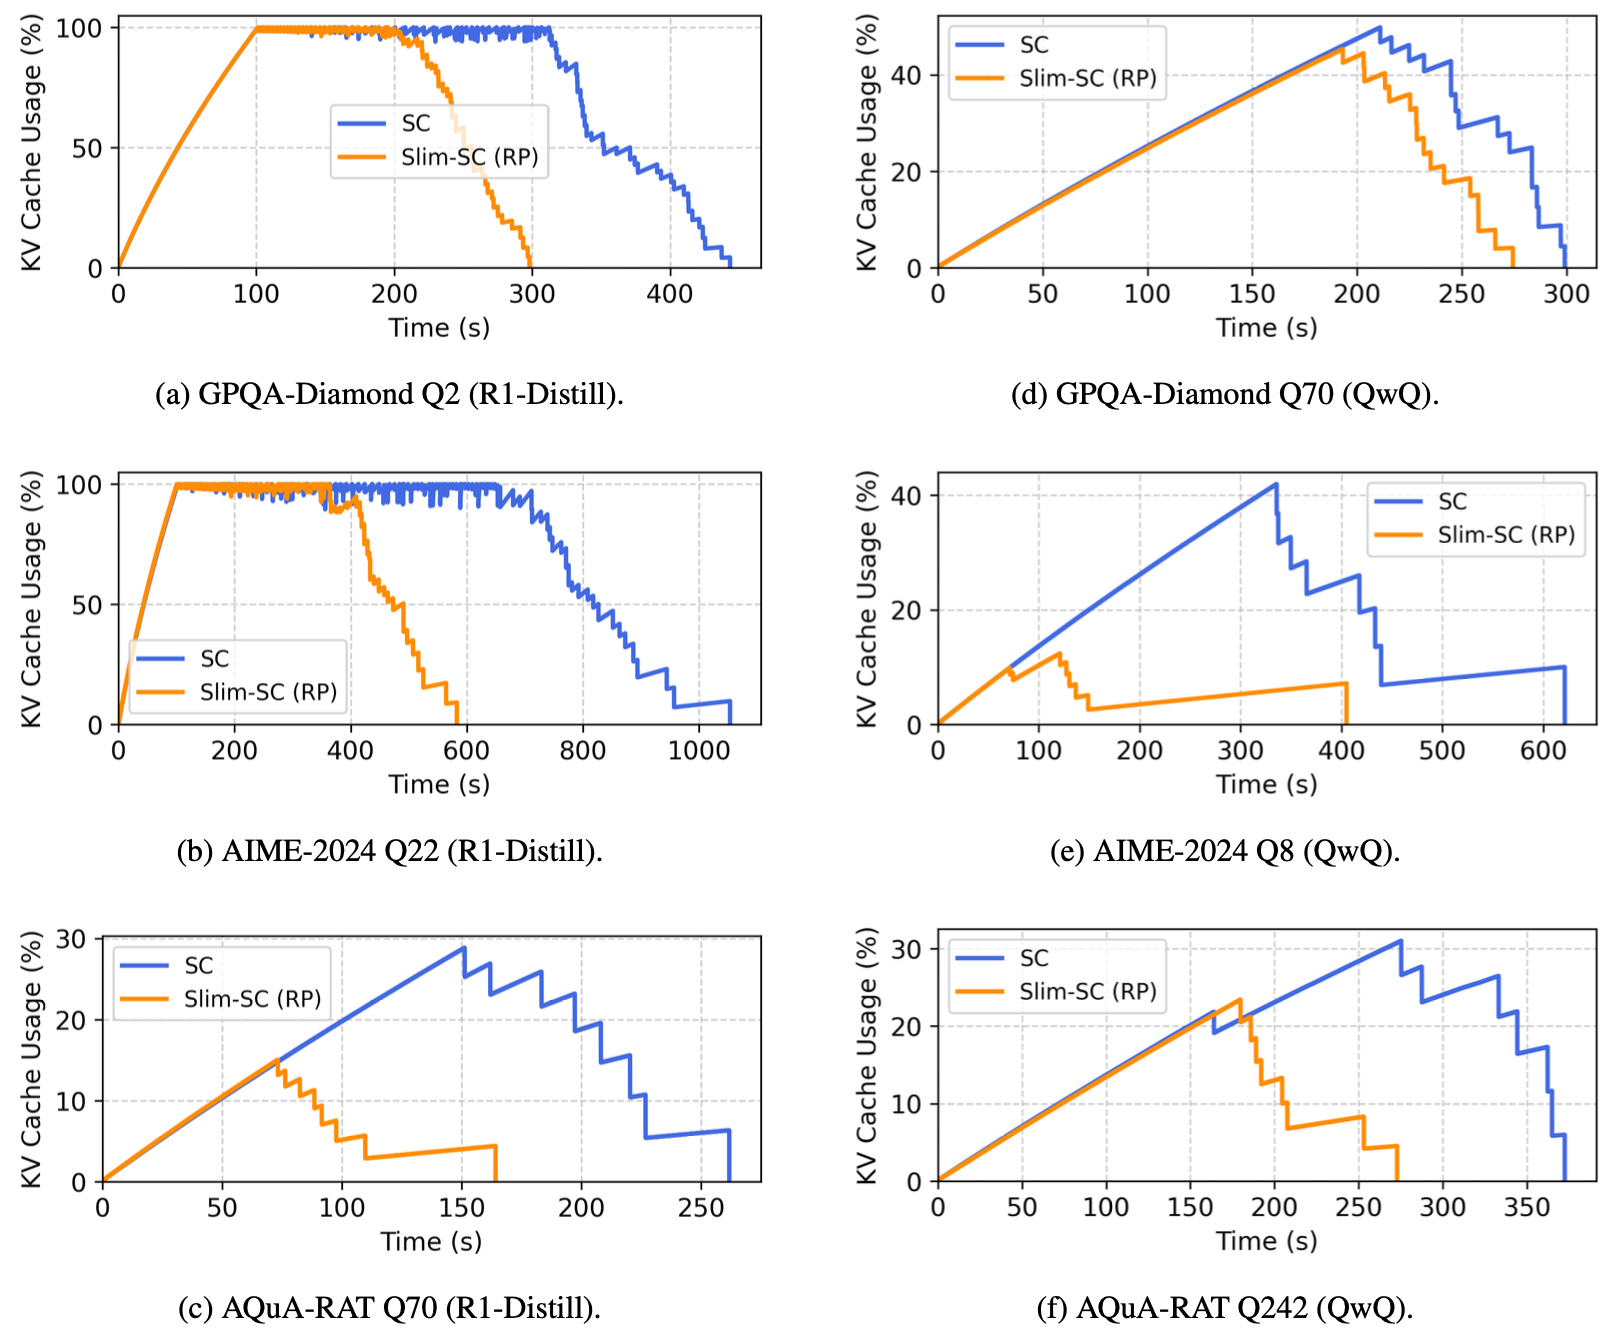 KV Cache Usage (%)
100
50
0
SC
Slim-SC (RP)
0 100 200 300 400
Time (s)
(a) GPQA-Diamond Q2 (R1-Distill).
KV Cache Usage (%)
40
20
0
SC
Slim-SC (RP)
0 50 100 150 200 250 300
Time (s)
(d) GPQA-Diamond Q70 (QwQ).
KV Cache Usage (%)
100
50
0
SC
Slim-SC (RP)
0 200 400 600 800 1000
Time (s)
(b) AIME-2024 Q22 (R1-Distill).
KV Cache Usage (%)
40
20
0
SC
Slim-SC (RP)
0 100 200 300 400 500 600
Time (s)
(e) AIME-2024 Q8 (QwQ).
KV Cache Usage (%)
30
20
10
0
SC
Slim-SC (RP)
0 50 100 150 200 250
Time (s)
(c) AQuA-RAT Q70 (R1-Distill).
KV Cache Usage (%)
30
20
10
0
SC
Slim-SC (RP)
0 50 100 150 200 250 300 350
Time (s)
(f) AQuA-RAT Q242 (QwQ).